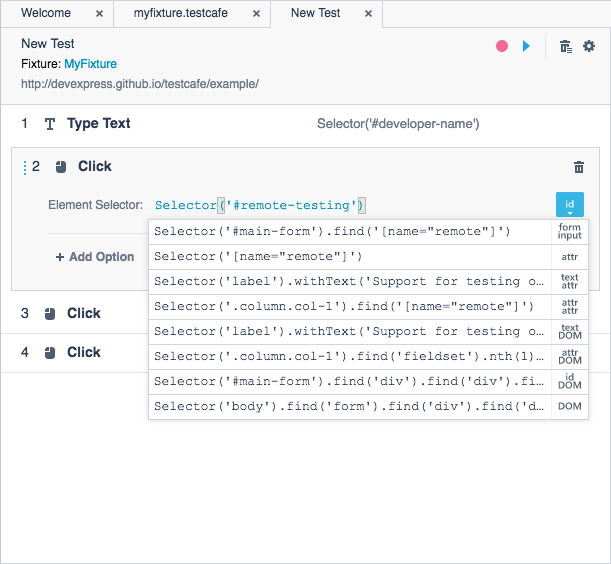 Welcome × myfixture.testcafe × New Test ×
New Test
Fixture: MyFixture
http://devexpress.github.io/testcafe/example/
1 Type Text Selector('#developer-name')
2 Click
Element Selector: Selector('#remote-testing') id
Selector('#main-form').find('[name="remote"]') form input
Selector('[name="remote"]') attr
Selector('label').withText('Support for testing o… text attr
Selector('.column.col-1').find('[name="remote"]') attr attr
Selector('label').withText('Support for testing o… text DOM
Selector('.column.col-1').find('fieldset').nth(1)… attr DOM
Selector('#main-form').find('div').find('div').fi… id DOM
Selector('body').find('form').find('div').find('d… DOM
+ Add Option
3 Click
4 Click